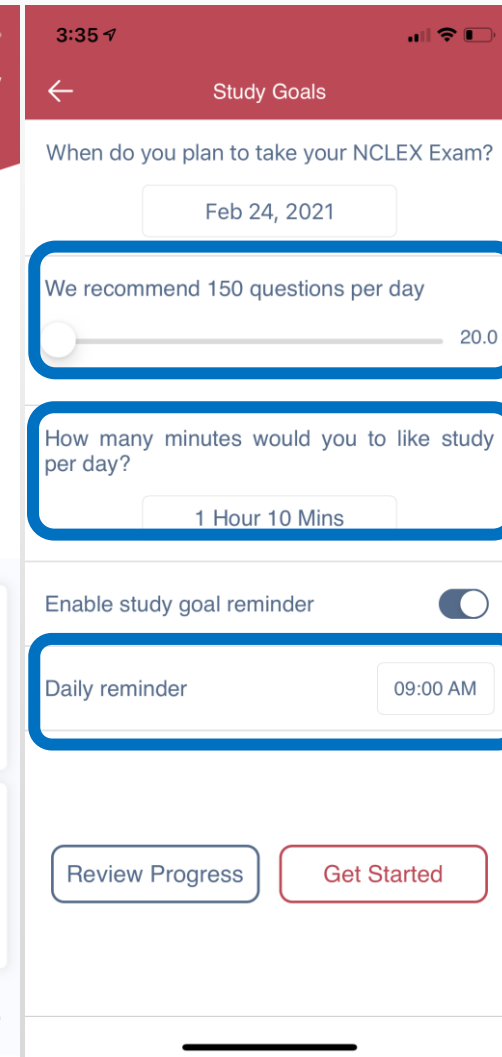 3:35
Study Goals
When do you plan to take your NCLEX Exam?
Feb 24, 2021
We recommend 150 questions per day
20.0
How many minutes would you to like study
per day?
1 Hour 10 Mins
Enable study goal reminder
Daily reminder
09:00 AM
Review Progress
Get Started